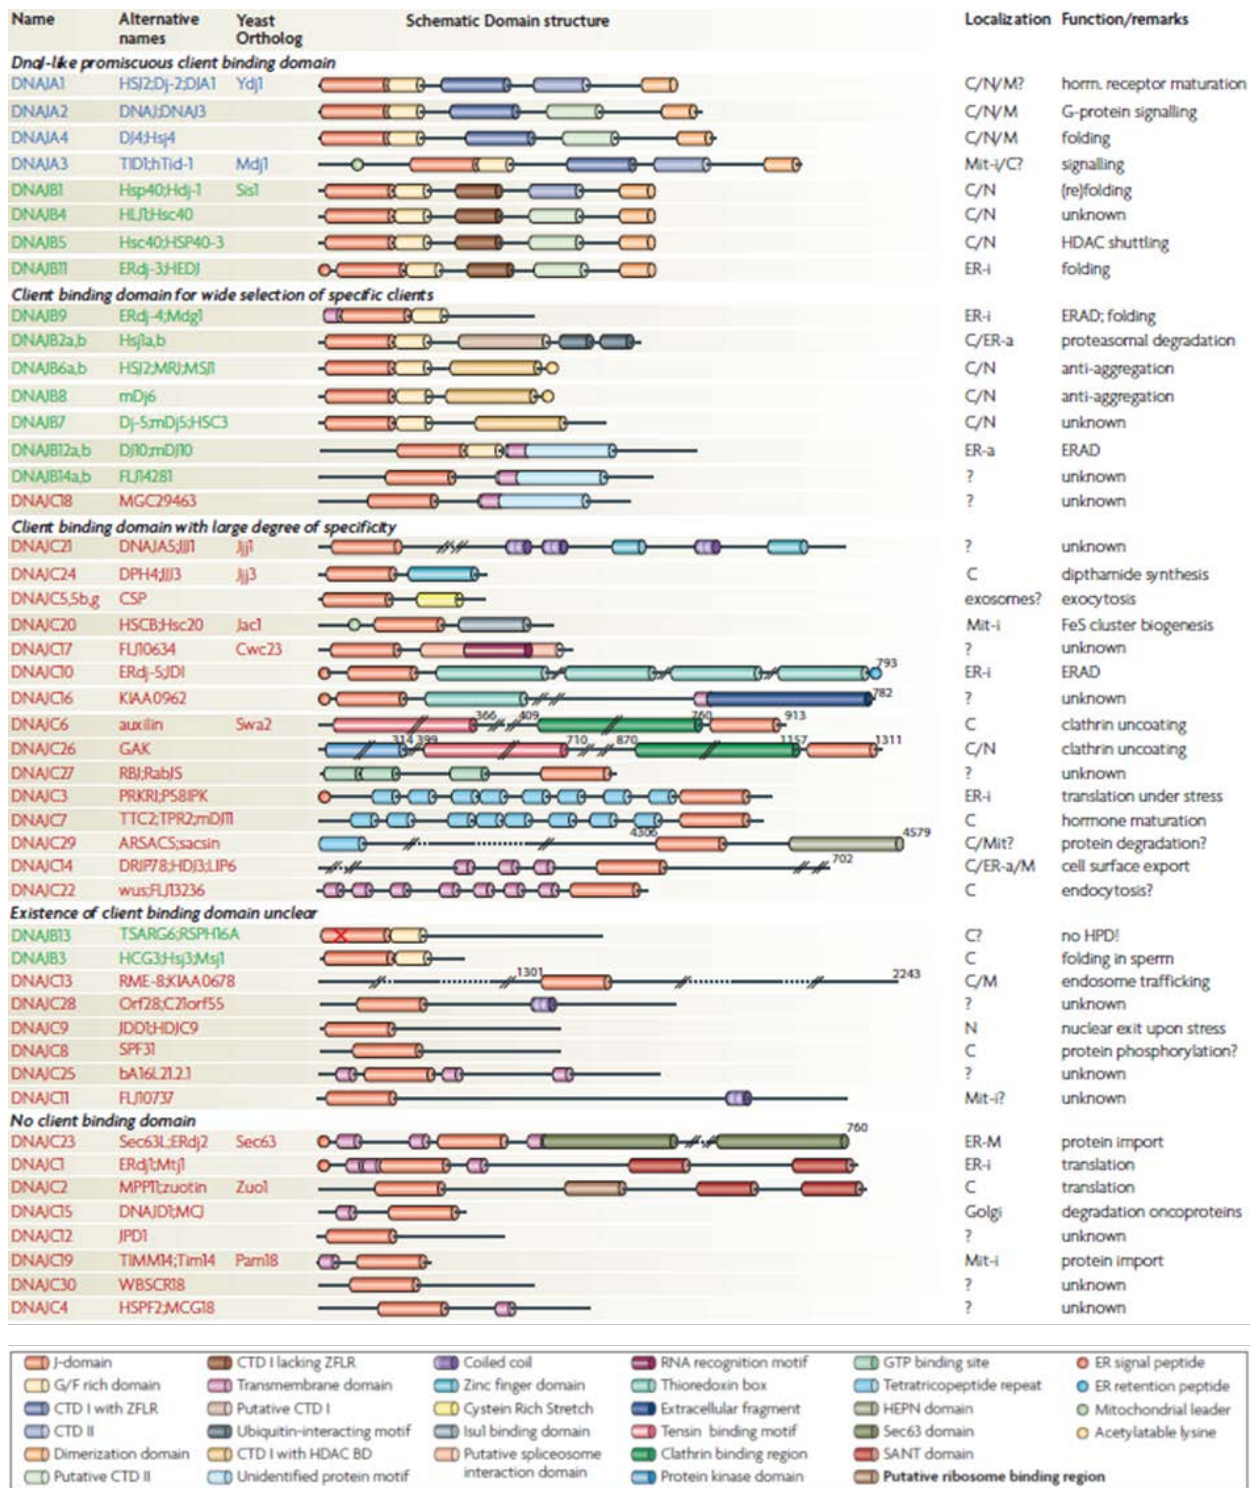 Name Alternative names Yeast Ortholog Schematic Domain structure Localization Function/remarks
DnaJ-like promiscuous client binding domain
DNAJA1 HSJ2;Dj-2;DJA1 Ydj1 C/N/M? horm. receptor maturation
DNAJA2 DNAJ;DNAJ3 C/N/M G-protein signalling
DNAJA4 DJ4;Hsj4 C/N/M folding
DNAJA3 TID1;hTid-1 Mdj1 Mit-i/C? signalling
DNAJB1 Hsp40;Hdj-1 Sis1 C/N (re)folding
DNAJB4 HLJ1;Hsc40 C/N unknown
DNAJB5 Hsc40;HSP40-3 C/N HDAC shuttling
DNAJB11 ERdj-3;HEDJ ER-i folding
Client binding domain for wide selection of specific clients
DNAJB9 ERdj-4;Mdg1 ER-i ERAD; folding
DNAJB2a,b Hsj1a,b C/ER-a proteasomal degradation
DNAJB6a,b HSJ2;MRJ;MSJ1 C/N anti-aggregation
DNAJB8 mDj6 C/N anti-aggregation
DNAJB7 Dj-5;mDj5;HSC3 C/N unknown
DNAJB12a,b DJ10;mDJ10 ER-a ERAD
DNAJB14a,b FLJ14281 ? unknown
DNAJC18 MGC29463 ? unknown
Client binding domain with large degree of specificity
DNAJC21 DNAJA5;JJJ1 Jjj1 ? unknown
DNAJC24 DPH4;JJJ3 Jjj3 C dipthamide synthesis
DNAJC5,5b,g CSP exosomes? exocytosis
DNAJC20 HSCB;Hsc20 Jac1 Mit-i FeS cluster biogenesis
DNAJC17 FLJ10634 Cwc23 ? unknown
DNAJC10 ERdj-5;JDI 793 ER-i ERAD
DNAJC16 KIAA0962 782 ? unknown
DNAJC6 auxilin Swa2 366 409 760 913 C clathrin uncoating
DNAJC26 GAK 314 399 710 870 1157 1311 C/N clathrin uncoating
DNAJC27 RBJ;RabJS ? unknown
DNAJC3 PRKRI;P58IPK ER-i translation under stress
DNAJC7 TTC2;TPR2;mDJ11 C hormone maturation
DNAJC29 ARSACS;sacsin 4306 4579 C/Mit? protein degradation?
DNAJC14 DRIP78;HDJ3;LIP6 702 C/ER-a/M cell surface export
DNAJC22 wus;FLJ13236 C endocytosis?
Existence of client binding domain unclear
DNAJB13 TSARG6;RSPH16A C? no HPD!
DNAJB3 HCG3;Hsj3;Msj1 C folding in sperm
DNAJC13 RME-8;KIAA0678 1301 2243 C/M endosome trafficking
DNAJC28 Orf28;C21orf55 ? unknown
DNAJC9 JDD1;HDJC9 N nuclear exit upon stress
DNAJC8 SPF31 C protein phosphorylation?
DNAJC25 bA16L21.2.1 ? unknown
DNAJC11 FLJ10737 Mit-i? unknown
No client binding domain
DNAJC23 Sec63L;ERdj2 Sec63 760 ER-M protein import
DNAJC1 ERdj1;Mtj1 ER-i translation
DNAJC2 MPP11;zuotin Zuo1 C translation
DNAJC15 DNAJD1;MCJ Golgi degradation oncoproteins
DNAJC12 JPD1 ? unknown
DNAJC19 TIMM14;Tim14 Pam18 Mit-i protein import
DNAJC30 WBSCR18 ? unknown
DNAJC4 HSPF2;MCG18 ? unknown
J-domain CTD I lacking ZFLR Coiled coil RNA recognition motif GTP binding site ER signal peptide
G/F rich domain Transmembrane domain Zinc finger domain Thioredoxin box Tetratricopeptide repeat ER retention peptide
CTD I with ZFLR Putative CTD I Cystein Rich Stretch Extracellular fragment HEPN domain Mitochondrial leader
CTD II Ubiquitin-interacting motif Isu1 binding domain Tensin binding motif Sec63 domain Acetylatable lysine
Dimerization domain CTD I with HDAC BD Putative spliceosome interaction domain Clathrin binding region SANT domain
Putative CTD II Unidentified protein motif Protein kinase domain Putative ribosome binding region